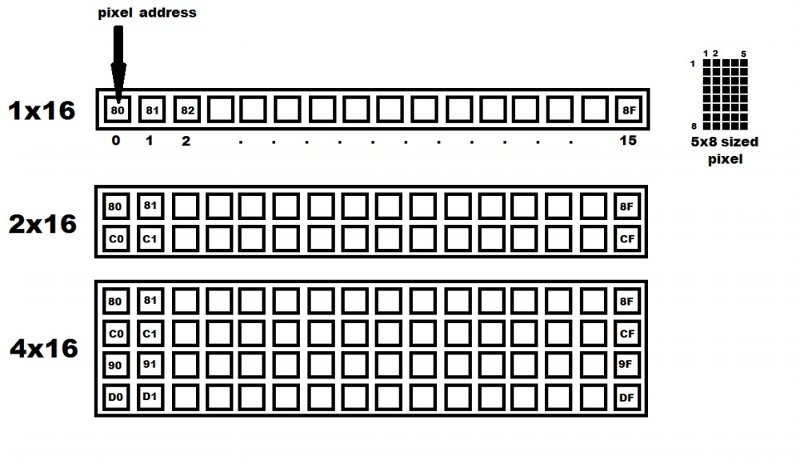 pixel address
1 2 5
1
8
5x8 sized
pixel
1x16
80 81 82 8F
0 1 2 . . . . . . . . . . . 15
2x16
80 81 8F
C0 C1 CF
4x16
80 81 8F
C0 C1 CF
90 91 9F
D0 D1 DF